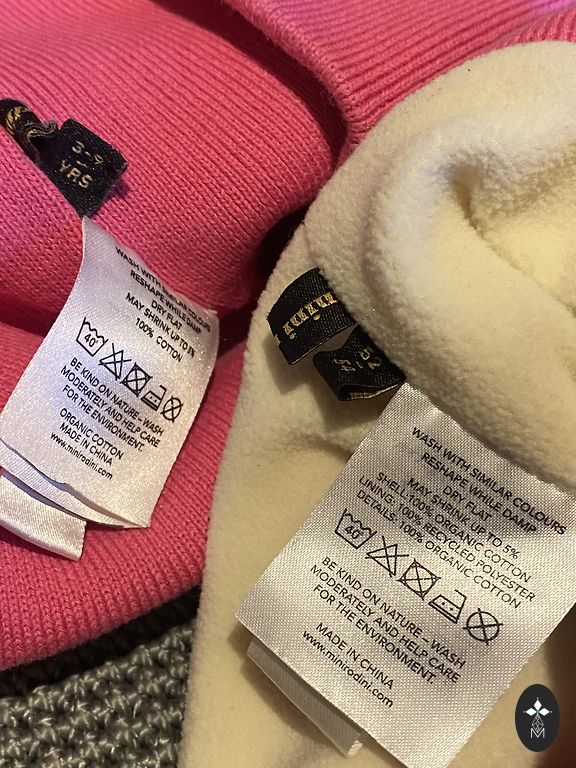 3-9
YRS
WASH WITH SIMILAR COLOURS
RESHAPE WHILE DAMP
DRY FLAT
MAY SHRINK UP TO 5%
100% COTTON
40°
BE KIND ON NATURE - WASH
MODERATELY AND HELP CARE
FOR THE ENVIRONMENT.
ORGANIC COTTON
MADE IN CHINA
www.minirodini.com
mini
WASH WITH SIMILAR COLOURS
RESHAPE WHILE DAMP
DRY FLAT
MAY SHRINK UP TO 5%
SHELL: 100% ORGANIC COTTON
LINING: 100% RECYCLED POLYESTER
DETAILS: 100% ORGANIC COTTON
40°
BE KIND ON NATURE – WASH
MODERATELY AND HELP CARE
FOR THE ENVIRONMENT.
MADE IN CHINA
www.minirodini.com
M